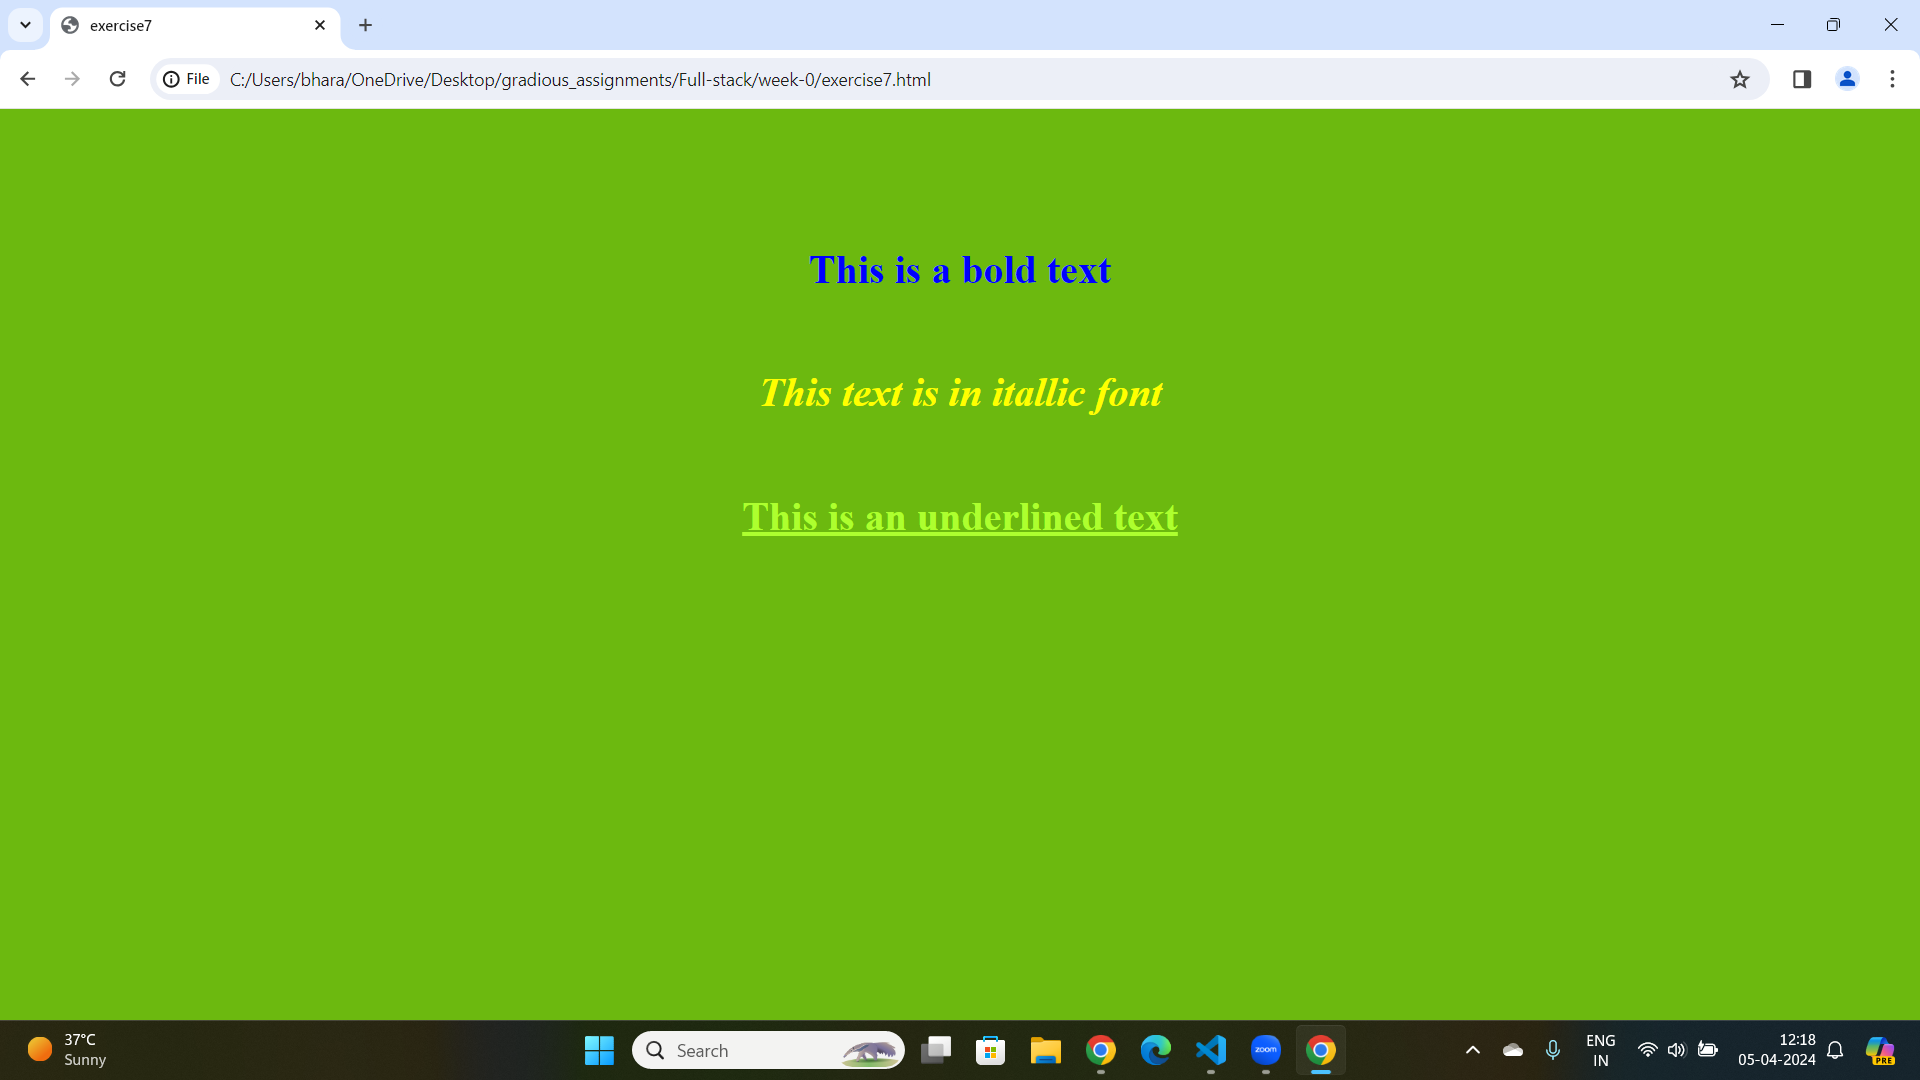 exercise7
File
C:/Users/bhara/OneDrive/Desktop/gradious_assignments/Full-stack/week-0/exercise7.html
This is a bold text
This text is in itallic font
This is an underlined text
37°C
Sunny
Search
zoom
ENG
IN
12:18
05-04-2024
PRE